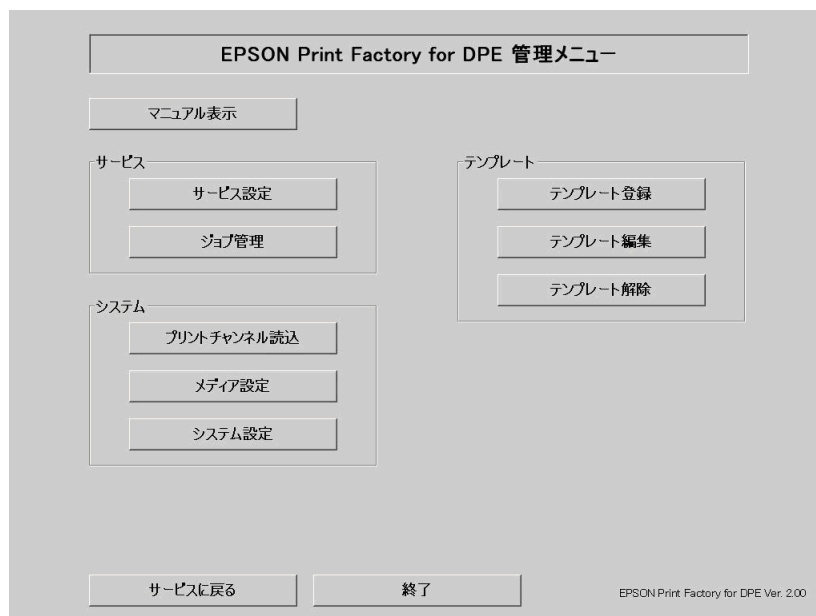 EPSON Print Factory for DPE 管理メニュー
マニュアル表示
サービス
サービス設定
ジョブ管理
システム
プリントチャンネル読込
メディア設定
システム設定
テンプレート
テンプレート登録
テンプレート編集
テンプレート解除
サービスに戻る
終了
EPSON Print Factory for DPE Ver. 2.00